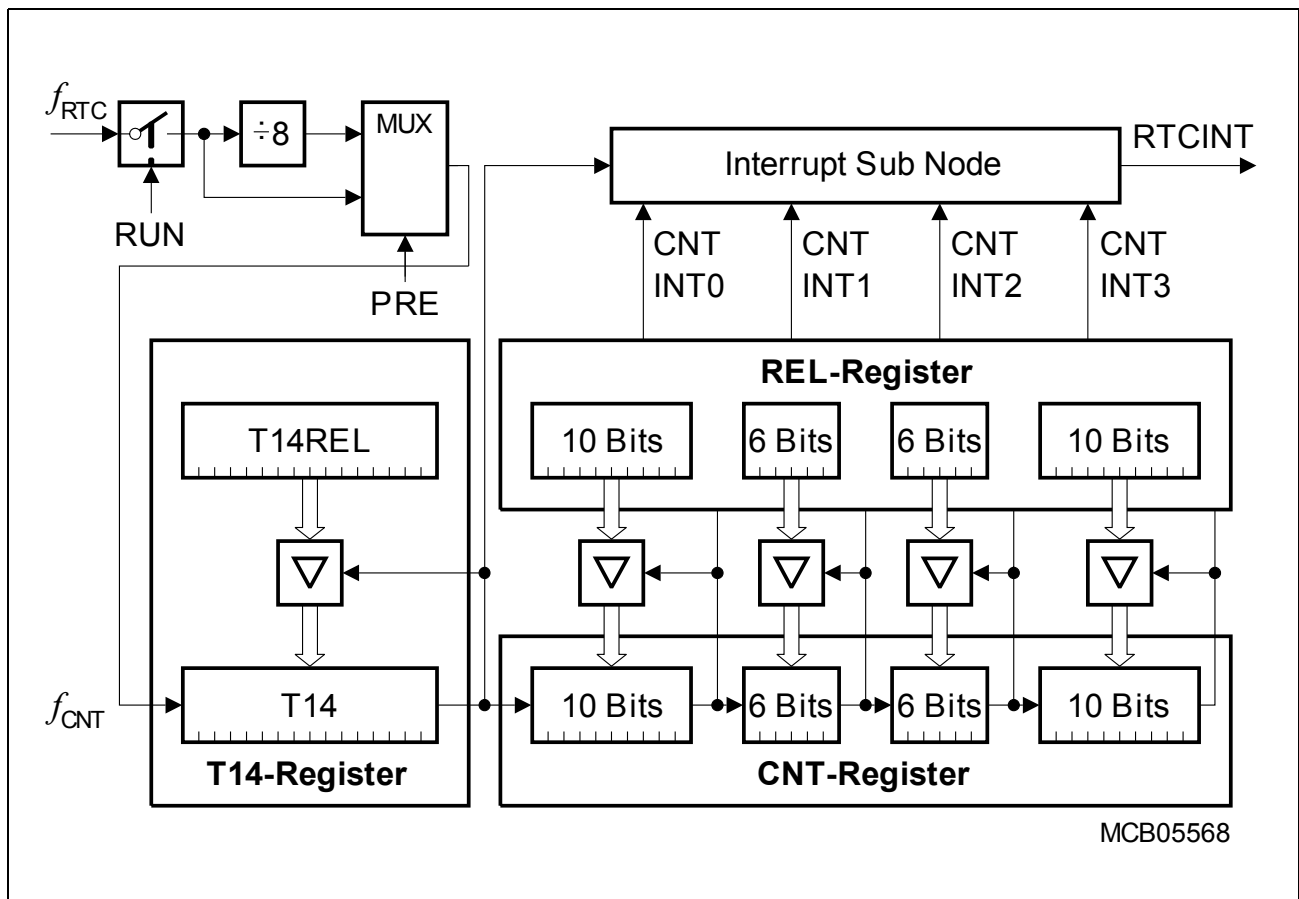 fRTC
÷8
MUX
RUN
PRE
Interrupt Sub Node
RTCINT
CNT
INT0
CNT
INT1
CNT
INT2
CNT
INT3
REL-Register
T14REL
10 Bits
6 Bits
6 Bits
10 Bits
fCNT
T14
10 Bits
6 Bits
6 Bits
10 Bits
T14-Register
CNT-Register
MCB05568